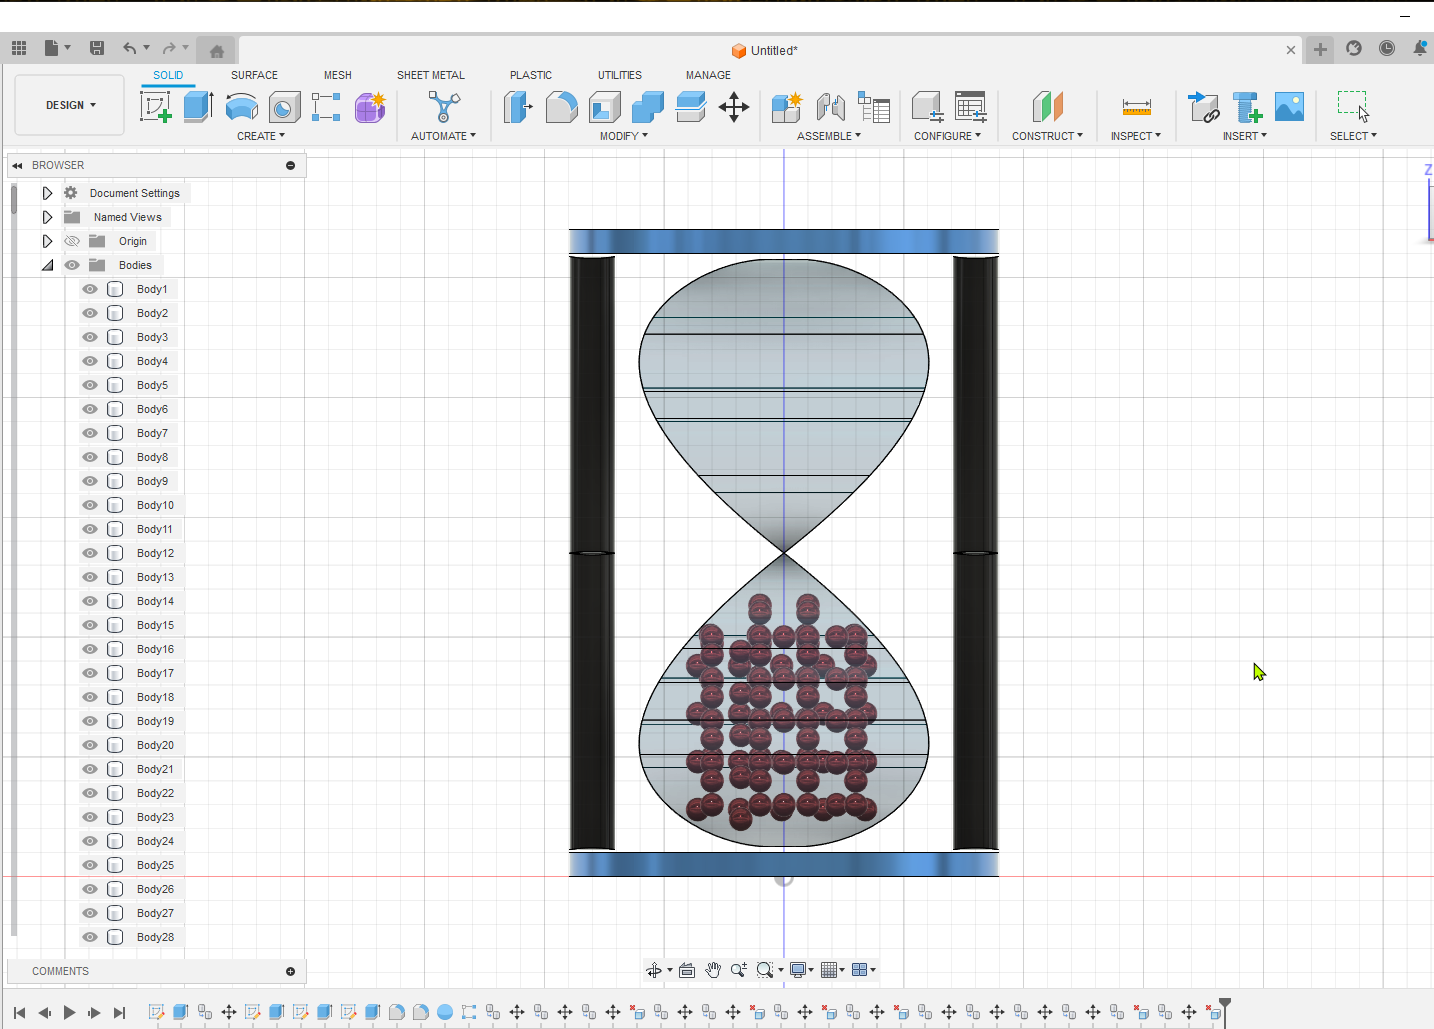 Untitled*
SOLID SURFACE MESH SHEET METAL PLASTIC UTILITIES MANAGE
DESIGN
CREATE AUTOMATE MODIFY ASSEMBLE CONFIGURE CONSTRUCT INSPECT INSERT SELECT
BROWSER
Z
Document Settings
Named Views
Origin
Bodies
Body1
Body2
Body3
Body4
Body5
Body6
Body7
Body8
Body9
Body10
Body11
Body12
Body13
Body14
Body15
Body16
Body17
Body18
Body19
Body20
Body21
Body22
Body23
Body24
Body25
Body26
Body27
Body28
COMMENTS